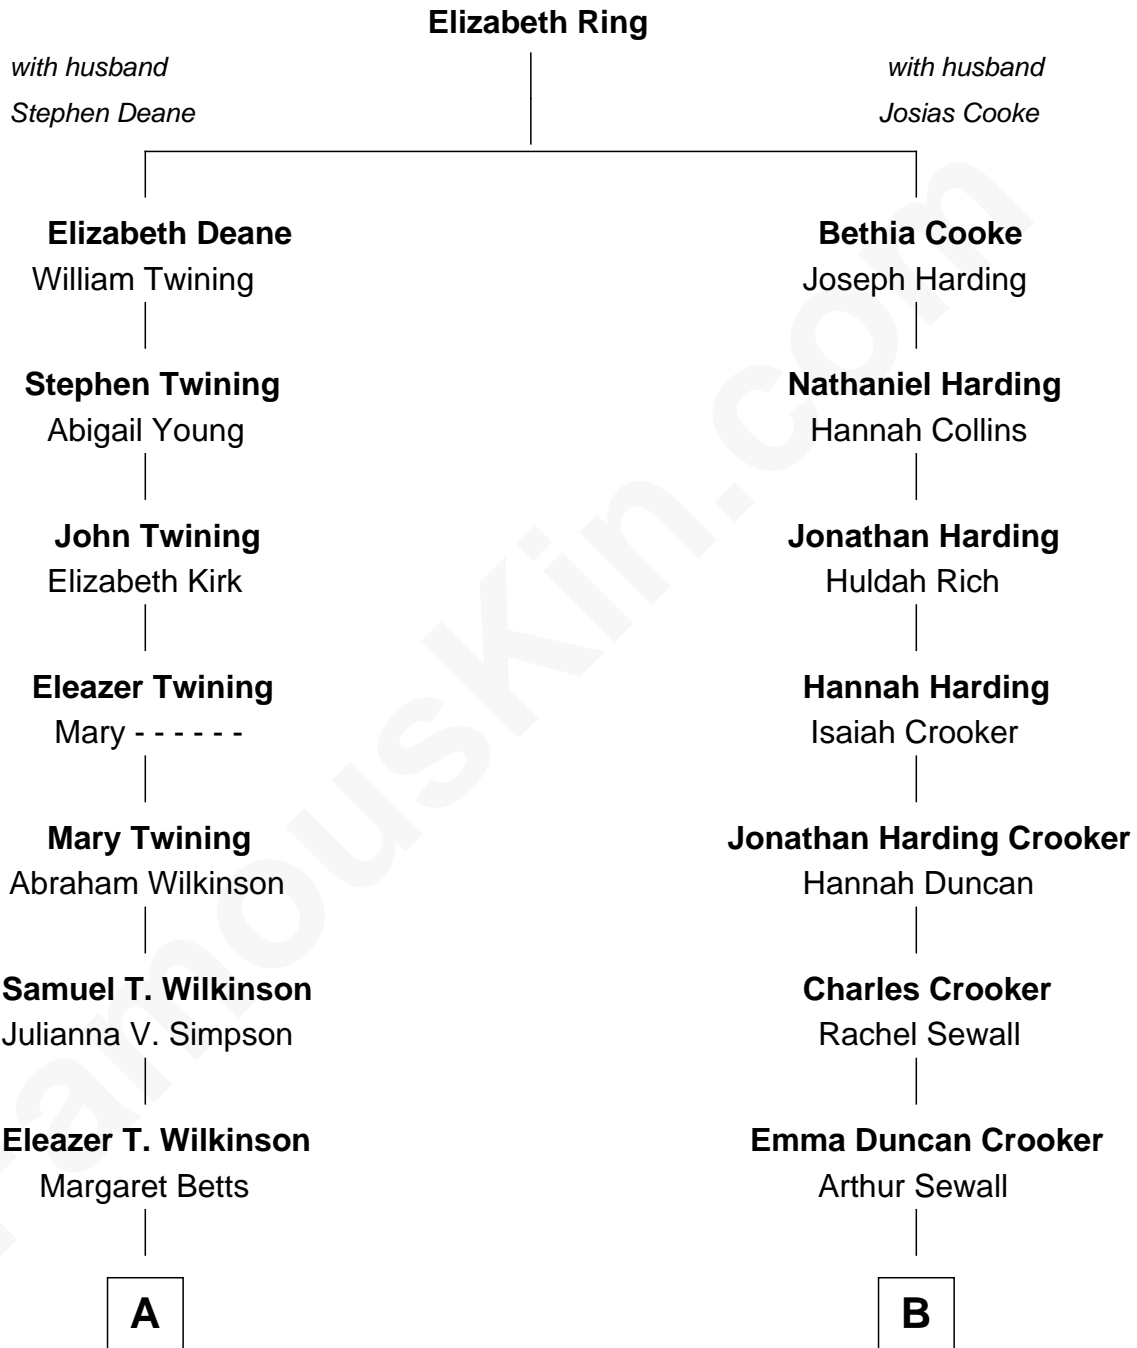 Elizabeth Ring
with husband
Stephen Deane
with husband
Josias Cooke
Elizabeth Deane
William Twining
Bethia Cooke
Joseph Harding
Stephen Twining
Abigail Young
Nathaniel Harding
Hannah Collins
John Twining
Elizabeth Kirk
Jonathan Harding
Huldah Rich
Eleazer Twining
Mary - - - - - -
Hannah Harding
Isaiah Crooker
Mary Twining
Abraham Wilkinson
Jonathan Harding Crooker
Hannah Duncan
Samuel T. Wilkinson
Julianna V. Simpson
Charles Crooker
Rachel Sewall
Eleazer T. Wilkinson
Margaret Betts
Emma Duncan Crooker
Arthur Sewall
A
B
FamousKin.com